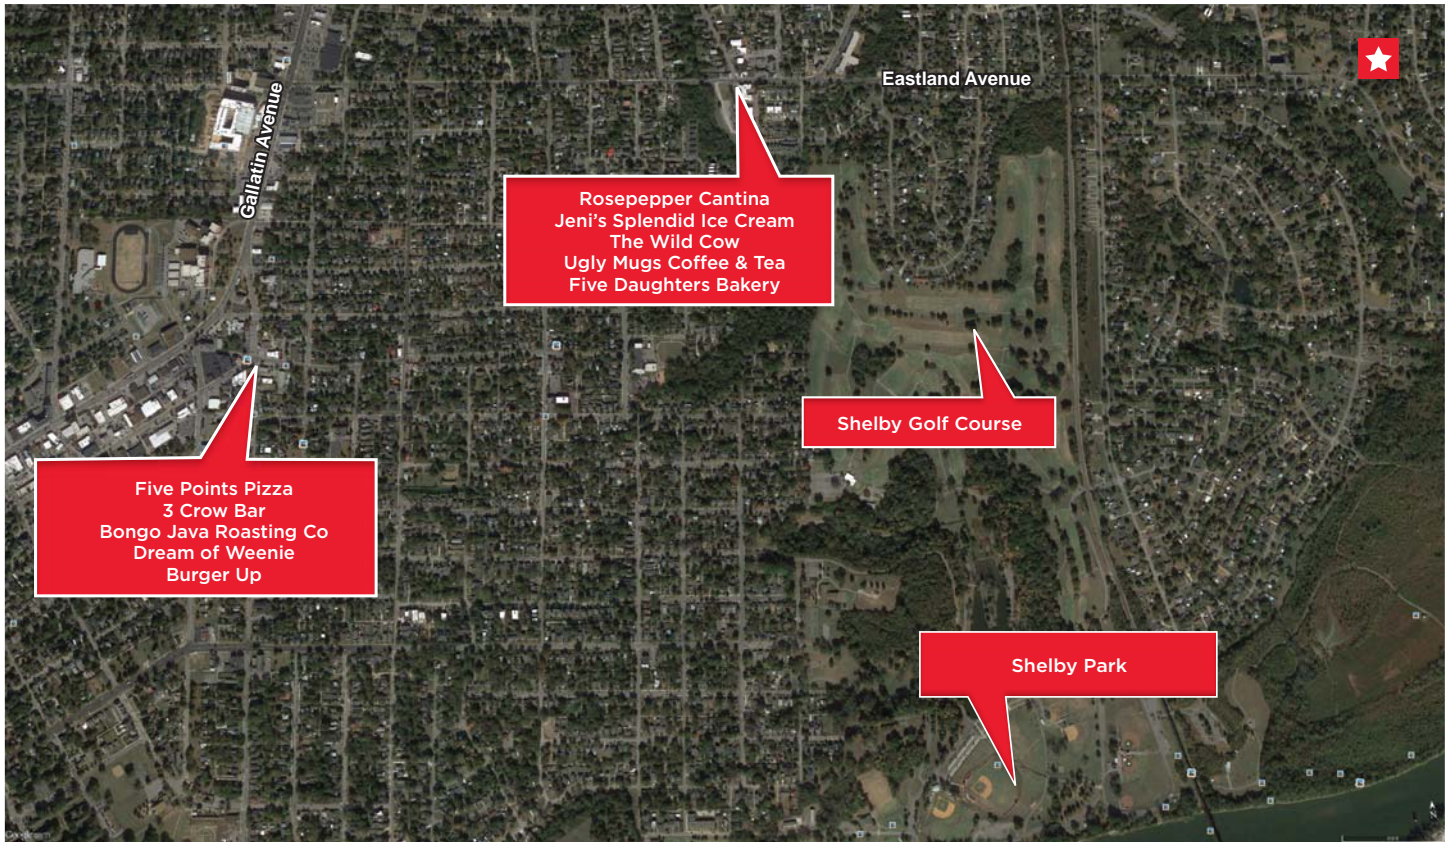 Eastland Avenue
Gallatin Avenue
Rosepepper Cantina
Jeni's Splendid Ice Cream
The Wild Cow
Ugly Mugs Coffee & Tea
Five Daughters Bakery
Shelby Golf Course
Five Points Pizza
3 Crow Bar
Bongo Java Roasting Co
Dream of Weenie
Burger Up
Shelby Park
N